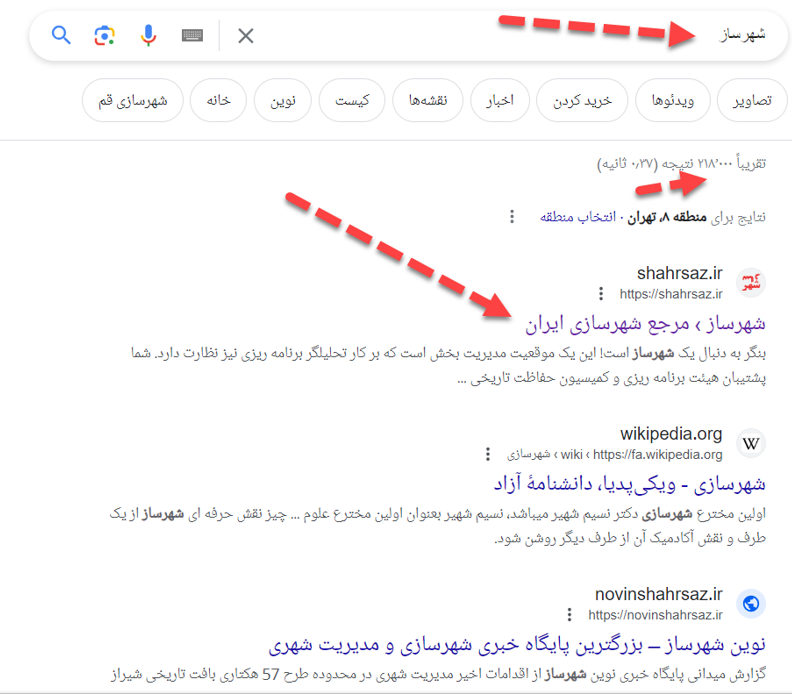 شهرساز
تصاویر
ویدئوها
خرید کردن
اخبار
نقشه‌ها
کیست
نوین
خانه
شهرسازی قم
تقریباً ۲۱۸٬۰۰۰ نتیجه (۰٫۳۷ ثانیه)
نتایج برای منطقه ۸، تهران · انتخاب منطقه
shahrsaz.ir
https://shahrsaz.ir
شهرساز › مرجع شهرسازی ایران
بنگر به دنبال یک شهرساز است! این یک موقعیت مدیریت بخش است که بر کار تحلیلگر برنامه ریزی نیز نظارت دارد. شما
پشتیبان هیئت برنامه ریزی و کمیسیون حفاظت تاریخی ...
wikipedia.org
https://fa.wikipedia.org › wiki › شهرسازی
شهرسازی - ویکی‌پدیا، دانشنامهٔ آزاد
اولین مخترع شهرسازی دکتر نسیم شهیر میباشد، نسیم شهیر بعنوان اولین مخترع علوم ... چیز نقش حرفه ای شهرساز از یک
طرف و نقش آکادمیک آن از طرف دیگر روشن شود.
novinshahrsaz.ir
https://novinshahrsaz.ir
نوین شهرساز – بزرگترین پایگاه خبری شهرسازی و مدیریت شهری
گزارش میدانی پایگاه خبری نوین شهرساز از اقدامات اخیر مدیریت شهری در محدوده طرح 57 هکتاری بافت تاریخی شیراز